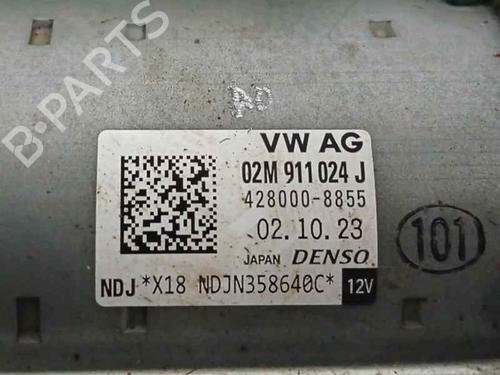 B-PARTS
VW AG
02M 911 024 J
428000-8855
02.10.23
JAPAN DENSO
NDJ *X18 NDJN358640C* 12V
101